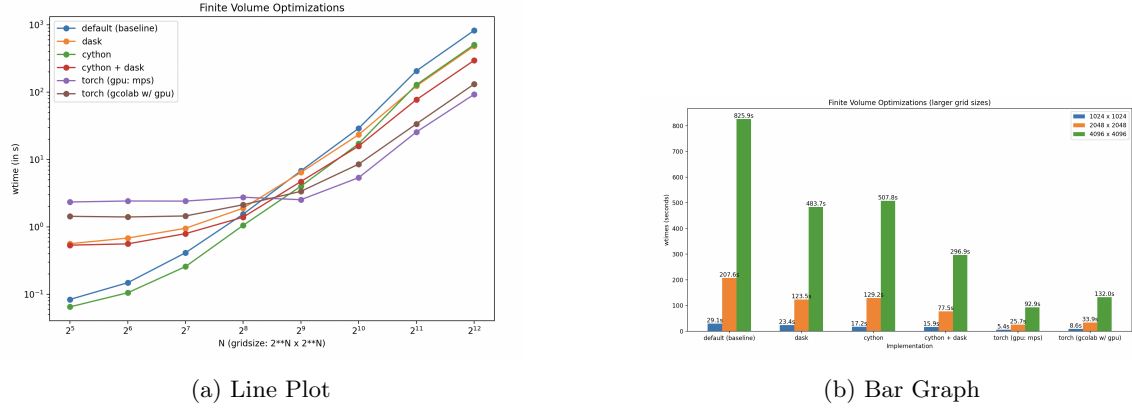 Finite Volume Optimizations
default (baseline)
dask
cython
cython + dask
torch (gpu: mps)
torch (gcolab w/ gpu)
wtime (in s)
10³
10²
10¹
10⁰
10⁻¹
2⁵ 2⁶ 2⁷ 2⁸ 2⁹ 2¹⁰ 2¹¹ 2¹²
N (gridsize: 2**N x 2**N)
(a) Line Plot
Finite Volume Optimizations (larger grid sizes)
1024 x 1024
2048 x 2048
4096 x 4096
wtimes (seconds)
800
700
600
500
400
300
200
100
0
29.1s 207.6s 825.9s
23.4s 123.5s 483.7s
17.2s 129.2s 507.8s
15.9s 77.5s 296.9s
5.4s 25.7s 92.9s
8.6s 33.9s 132.0s
default (baseline) dask cython cython + dask torch (gpu: mps) torch (gcolab w/ gpu)
Implementation
(b) Bar Graph